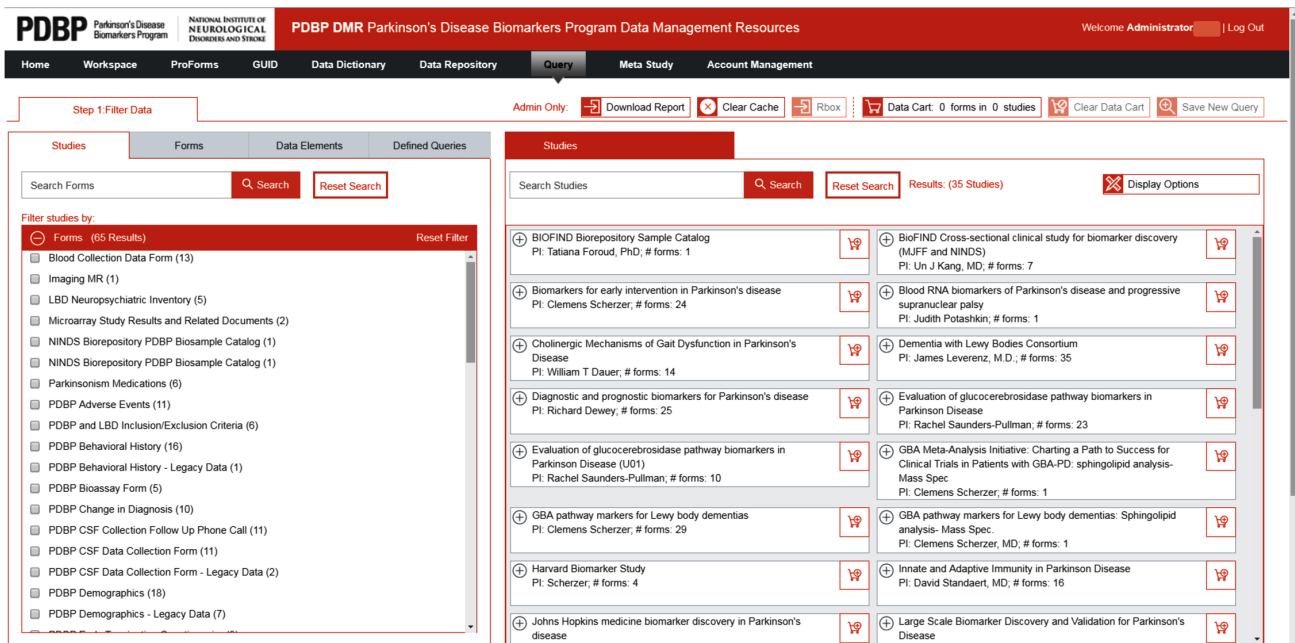 PDBP Parkinson's Disease
Biomarkers Program
NATIONAL INSTITUTE OF
NEUROLOGICAL
DISORDERS AND STROKE
PDBP DMR Parkinson's Disease Biomarkers Program Data Management Resources
Welcome Administrator | Log Out
Home Workspace ProForms GUID Data Dictionary Data Repository Query Meta Study Account Management
Step 1:Filter Data
Admin Only: Download Report Clear Cache Rbox Data Cart: 0 forms in 0 studies Clear Data Cart Save New Query
Studies Forms Data Elements Defined Queries
Search Forms Search Reset Search
Filter studies by:
Forms (65 Results) Reset Filter
Blood Collection Data Form (13)
Imaging MR (1)
LBD Neuropsychiatric Inventory (5)
Microarray Study Results and Related Documents (2)
NINDS Biorepository PDBP Biosample Catalog (1)
NINDS Biorepository PDBP Biosample Catalog (1)
Parkinsonism Medications (6)
PDBP Adverse Events (11)
PDBP and LBD Inclusion/Exclusion Criteria (6)
PDBP Behavioral History (16)
PDBP Behavioral History - Legacy Data (1)
PDBP Bioassay Form (5)
PDBP Change in Diagnosis (10)
PDBP CSF Collection Follow Up Phone Call (11)
PDBP CSF Data Collection Form (11)
PDBP CSF Data Collection Form - Legacy Data (2)
PDBP Demographics (18)
PDBP Demographics - Legacy Data (7)
Studies
Search Studies Search Reset Search Results: (35 Studies) Display Options
BIOFIND Biorepository Sample Catalog
PI: Tatiana Foroud, PhD; # forms: 1
BioFIND Cross-sectional clinical study for biomarker discovery
(MJFF and NINDS)
PI: Un J Kang, MD; # forms: 7
Biomarkers for early intervention in Parkinson's disease
PI: Clemens Scherzer; # forms: 24
Blood RNA biomarkers of Parkinson's disease and progressive
supranuclear palsy
PI: Judith Potashkin; # forms: 1
Cholinergic Mechanisms of Gait Dysfunction in Parkinson's
Disease
PI: William T Dauer; # forms: 14
Dementia with Lewy Bodies Consortium
PI: James Leverenz, M.D.; # forms: 35
Diagnostic and prognostic biomarkers for Parkinson's disease
PI: Richard Dewey; # forms: 25
Evaluation of glucocerebrosidase pathway biomarkers in
Parkinson Disease
PI: Rachel Saunders-Pullman; # forms: 23
Evaluation of glucocerebrosidase pathway biomarkers in
Parkinson Disease (U01)
PI: Rachel Saunders-Pullman; # forms: 10
GBA Meta-Analysis Initiative: Charting a Path to Success for
Clinical Trials in Patients with GBA-PD: sphingolipid analysis-
Mass Spec
PI: Clemens Scherzer; # forms: 1
GBA pathway markers for Lewy body dementias
PI: Clemens Scherzer; # forms: 29
GBA pathway markers for Lewy body dementias: Sphingolipid
analysis- Mass Spec.
PI: Clemens Scherzer, MD; # forms: 1
Harvard Biomarker Study
PI: Scherzer; # forms: 4
Innate and Adaptive Immunity in Parkinson Disease
PI: David Standaert, MD; # forms: 16
Johns Hopkins medicine biomarker discovery in Parkinson's
disease
Large Scale Biomarker Discovery and Validation for Parkinson's
Disease